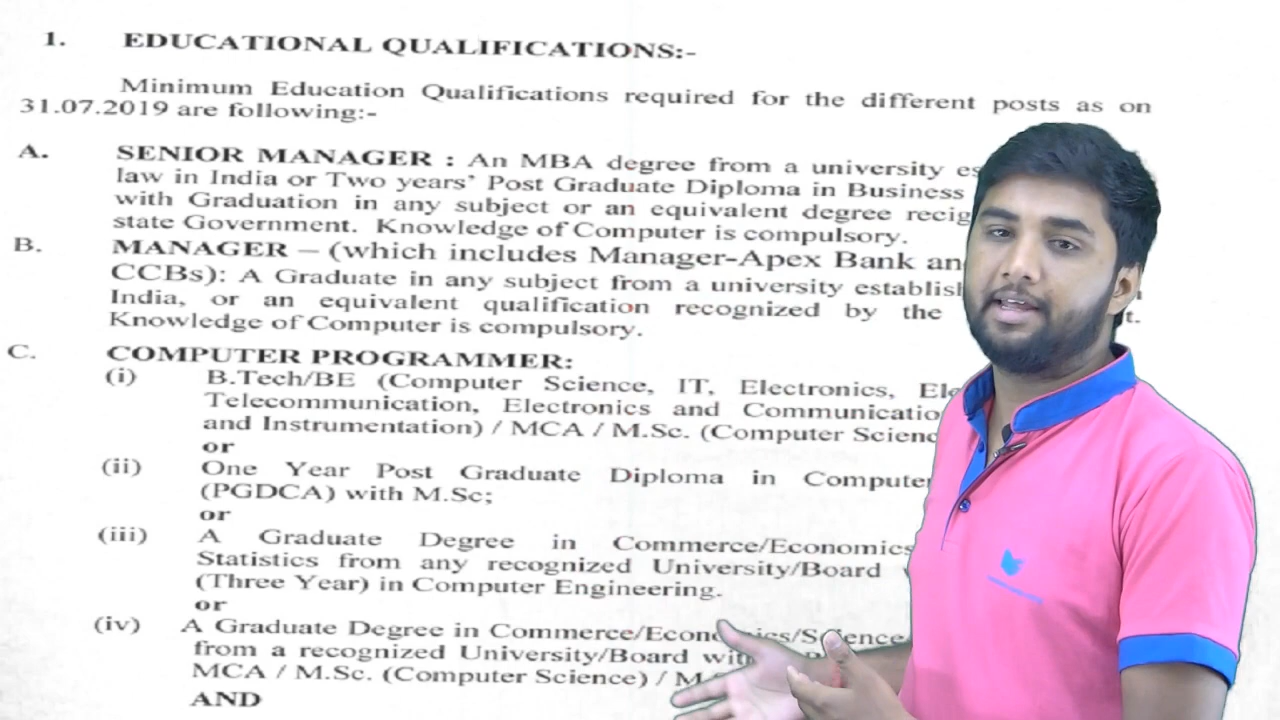 1. EDUCATIONAL QUALIFICATIONS:-
Minimum Education Qualifications required for the different posts as on
31.07.2019 are following:-
A. SENIOR MANAGER : An MBA degree from a university
law in India or Two years' Post Graduate Diploma in Business
with Graduation in any subject or an equivalent degree
state Government. Knowledge of Computer is compulsory.
B. MANAGER – (which includes Manager-Apex Bank
CCBs): A Graduate in any subject from a university
India, or an equivalent qualification recognized by the
Knowledge of Computer is compulsory.
C. COMPUTER PROGRAMMER:
(i) B.Tech/BE (Computer Science, IT, Electronics,
Telecommunication, Electronics and
and Instrumentation) / MCA / M.Sc. (Computer
or
(ii) One Year Post Graduate Diploma in
(PGDCA) with M.Sc;
or
(iii) A Graduate Degree in Commerce/Economics
Statistics from any recognized University/Board
(Three Year) in Computer Engineering.
or
(iv) A Graduate Degree in
from a recognized University/Board
MCA / M.Sc. (Computer Science) /
AND